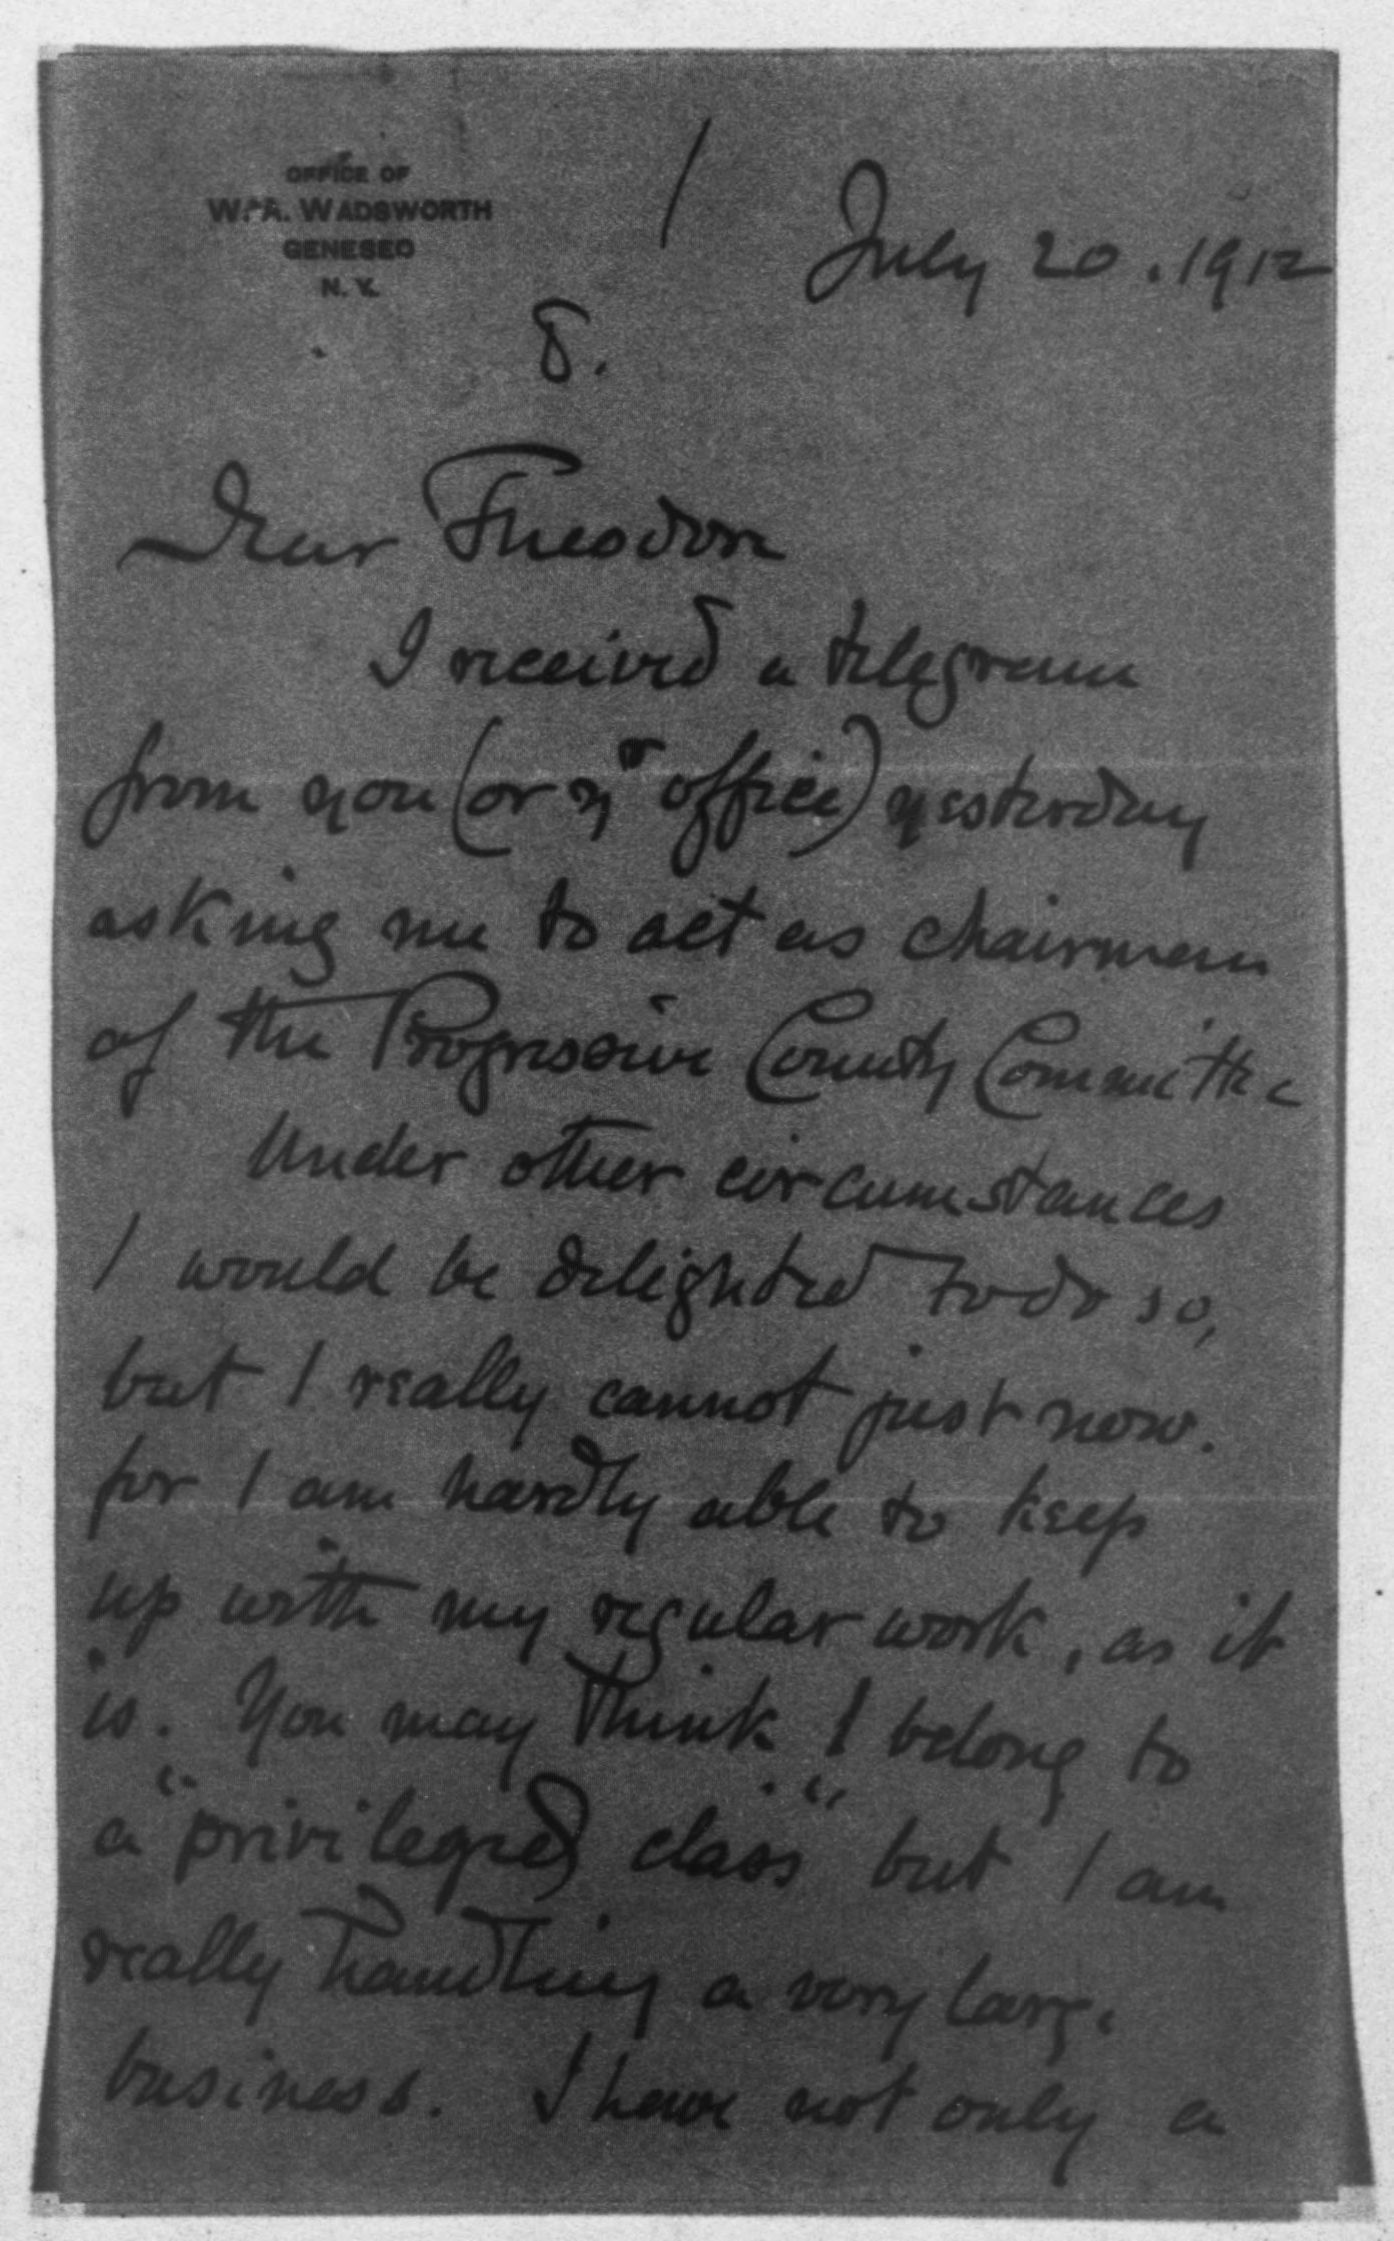 OFFICE OF
W. A. WADSWORTH
GENESEO
N. Y.
/
July 20. 1912
8.
Dear Theodore
I received a telegram
from you (or yr office) yesterday
asking me to act as chairman
of the Progressive County Committee
Under other circumstances
I would be delighted to do so,
but I really cannot just now.
for I am hardly able to keep
up with my regular work, as it
is. You may think I belong to
a "privileged class" but I am
really handling a very large
business. I have not only a